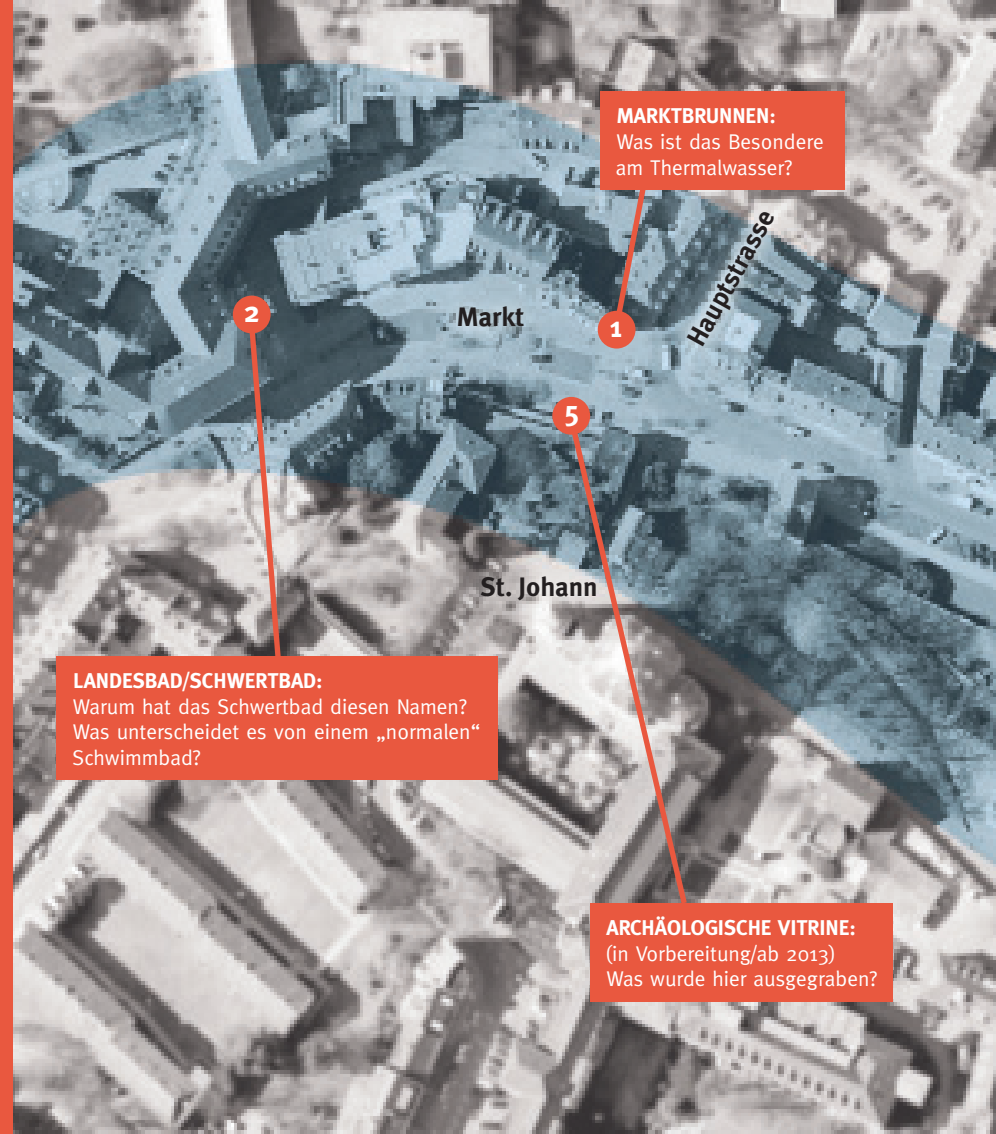 MARKTBRUNNEN:
Was ist das Besondere
am Thermalwasser?
Hauptstrasse
2
Markt
1
5
St. Johann
LANDESBAD/SCHWERTBAD:
Warum hat das Schwertbad diesen Namen?
Was unterscheidet es von einem „normalen“
Schwimmbad?
ARCHÄOLOGISCHE VITRINE:
(in Vorbereitung/ab 2013)
Was wurde hier ausgegraben?